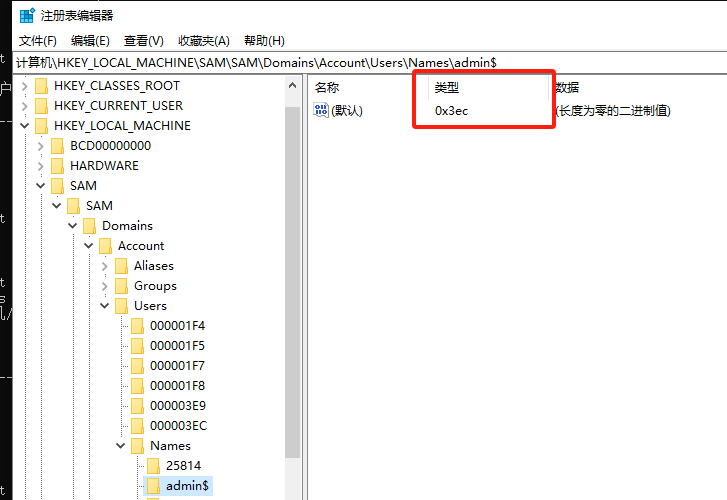 注册表编辑器
文件(F) 编辑(E) 查看(V) 收藏夹(A) 帮助(H)
计算机\HKEY_LOCAL_MACHINE\SAM\SAM\Domains\Account\Users\Names\admin$
HKEY_CLASSES_ROOT
HKEY_CURRENT_USER
HKEY_LOCAL_MACHINE
BCD00000000
HARDWARE
SAM
SAM
Domains
Account
Aliases
Groups
Users
000001F4
000001F5
000001F7
000001F8
000003E9
000003EC
Names
25814
admin$
名称 类型 数据
(默认) 0x3ec (长度为零的二进制值)